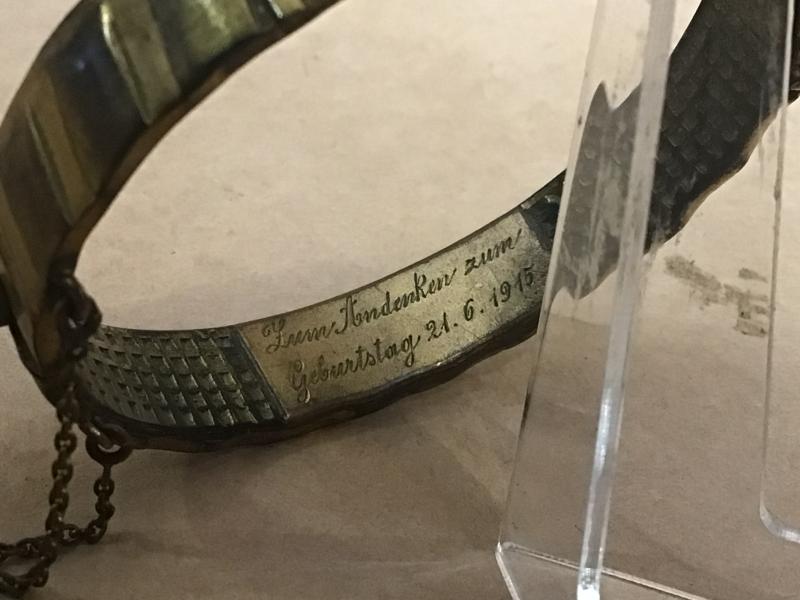 Zum Andenken zum
Geburtstag 21. 6. 1915